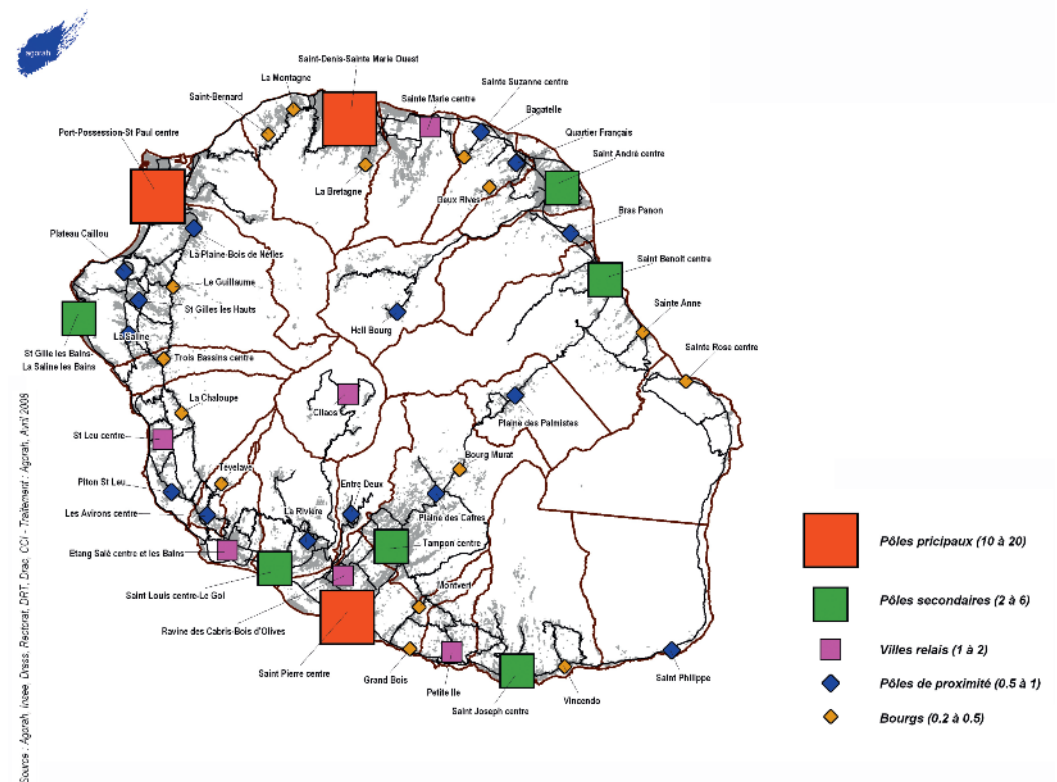 agorah
Saint-Denis-Sainte Marie Ouest
La Montagne
Sainte Suzanne centre
Saint-Bernard
Sainte Marie centre
Bagatelle
Port-Possession-St Paul centre
Quartier Français
Saint André centre
La Bretagne
Deux Rives
Bras Panon
Plateau Caillou
La Plaine-Bois de Nèfles
Saint Benoit centre
Le Guillaume
St Gilles les Hauts
Sainte Anne
Hell Bourg
La Saline
Sainte Rose centre
St Gille les Bains-
La Saline les Bains
Trois Bassins centre
La Chaloupe
Cilaos
Plaine des Palmistes
St Leu centre
Bourg Murat
Tévelave
Piton St Leu
Entre Deux
La Rivière
Les Avirons centre
Plaine des Cafres
Tampon centre
Etang Salé centre et les Bains
Montvert
Saint Louis centre-Le Gol
Ravine des Cabris-Bois d'Olives
Saint Pierre centre
Grand Bois
Petite Ile
Saint Joseph centre
Vincendo
Saint Philippe
Pôles pricipaux (10 à 20)
Pôles secondaires (2 à 6)
Villes relais (1 à 2)
Pôles de proximité (0.5 à 1)
Bourgs (0.2 à 0.5)
Source : Agorah, Insee, Drass, Rectorat, DRT, Drac, CCI - Traitement : Agorah, Avril 2009